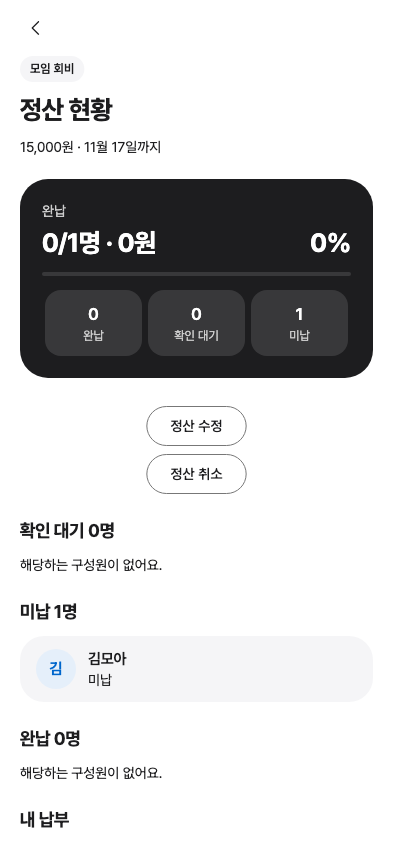 모임 회비
정산 현황
15,000원 · 11월 17일까지
완납
0/1명 · 0원 0%
0 0 1
완납 확인 대기 미납
정산 수정
정산 취소
확인 대기 0명
해당하는 구성원이 없어요.
미납 1명
김 김모아
미납
완납 0명
해당하는 구성원이 없어요.
내 납부